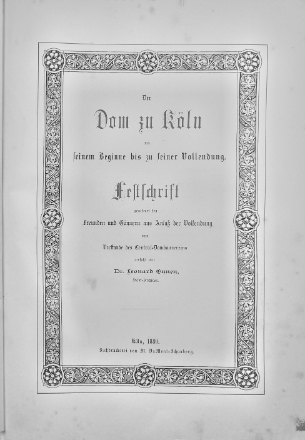 Der
Dom zu Köln
von
seinem Beginne bis zu seiner Vollendung.
Festschrift
gewidmet den
Freunden und Gönnern aus Anlaß der Vollendung
vom
Vorstande des Central-Dombauvereins
verfaßt von
Dr. Leonard Ennen,
Köln, 1880.